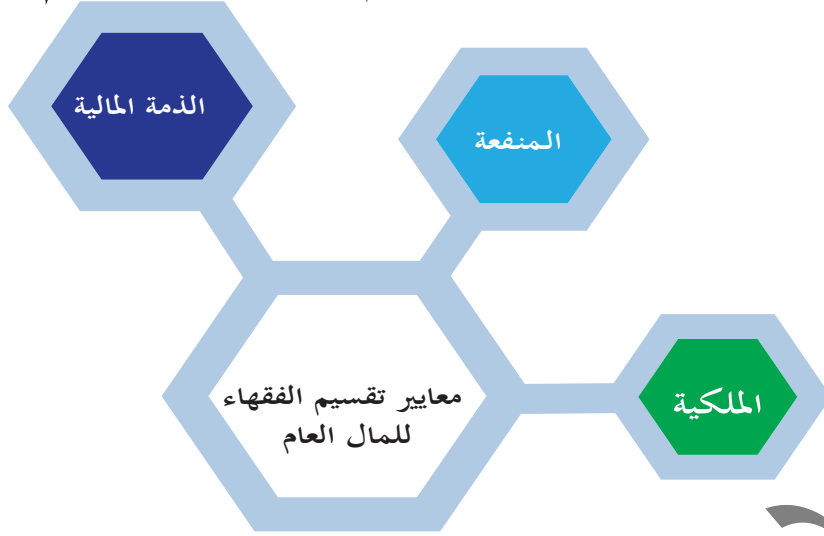 الذمة المالية
المنفعة
الملكية
معايير تقسيم الفقهاء
للمال العام